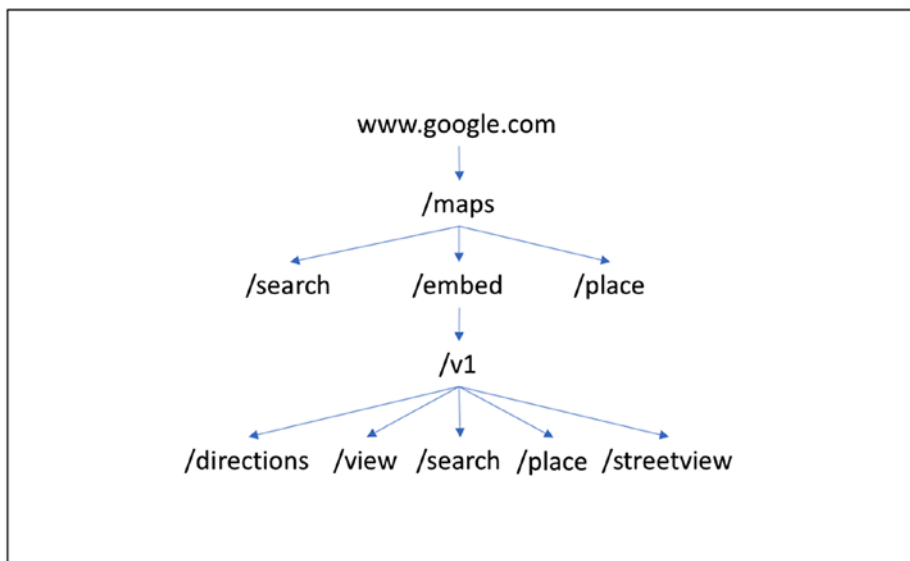 www.google.com
/maps
/search /embed /place
/v1
/directions /view /search /place /streetview